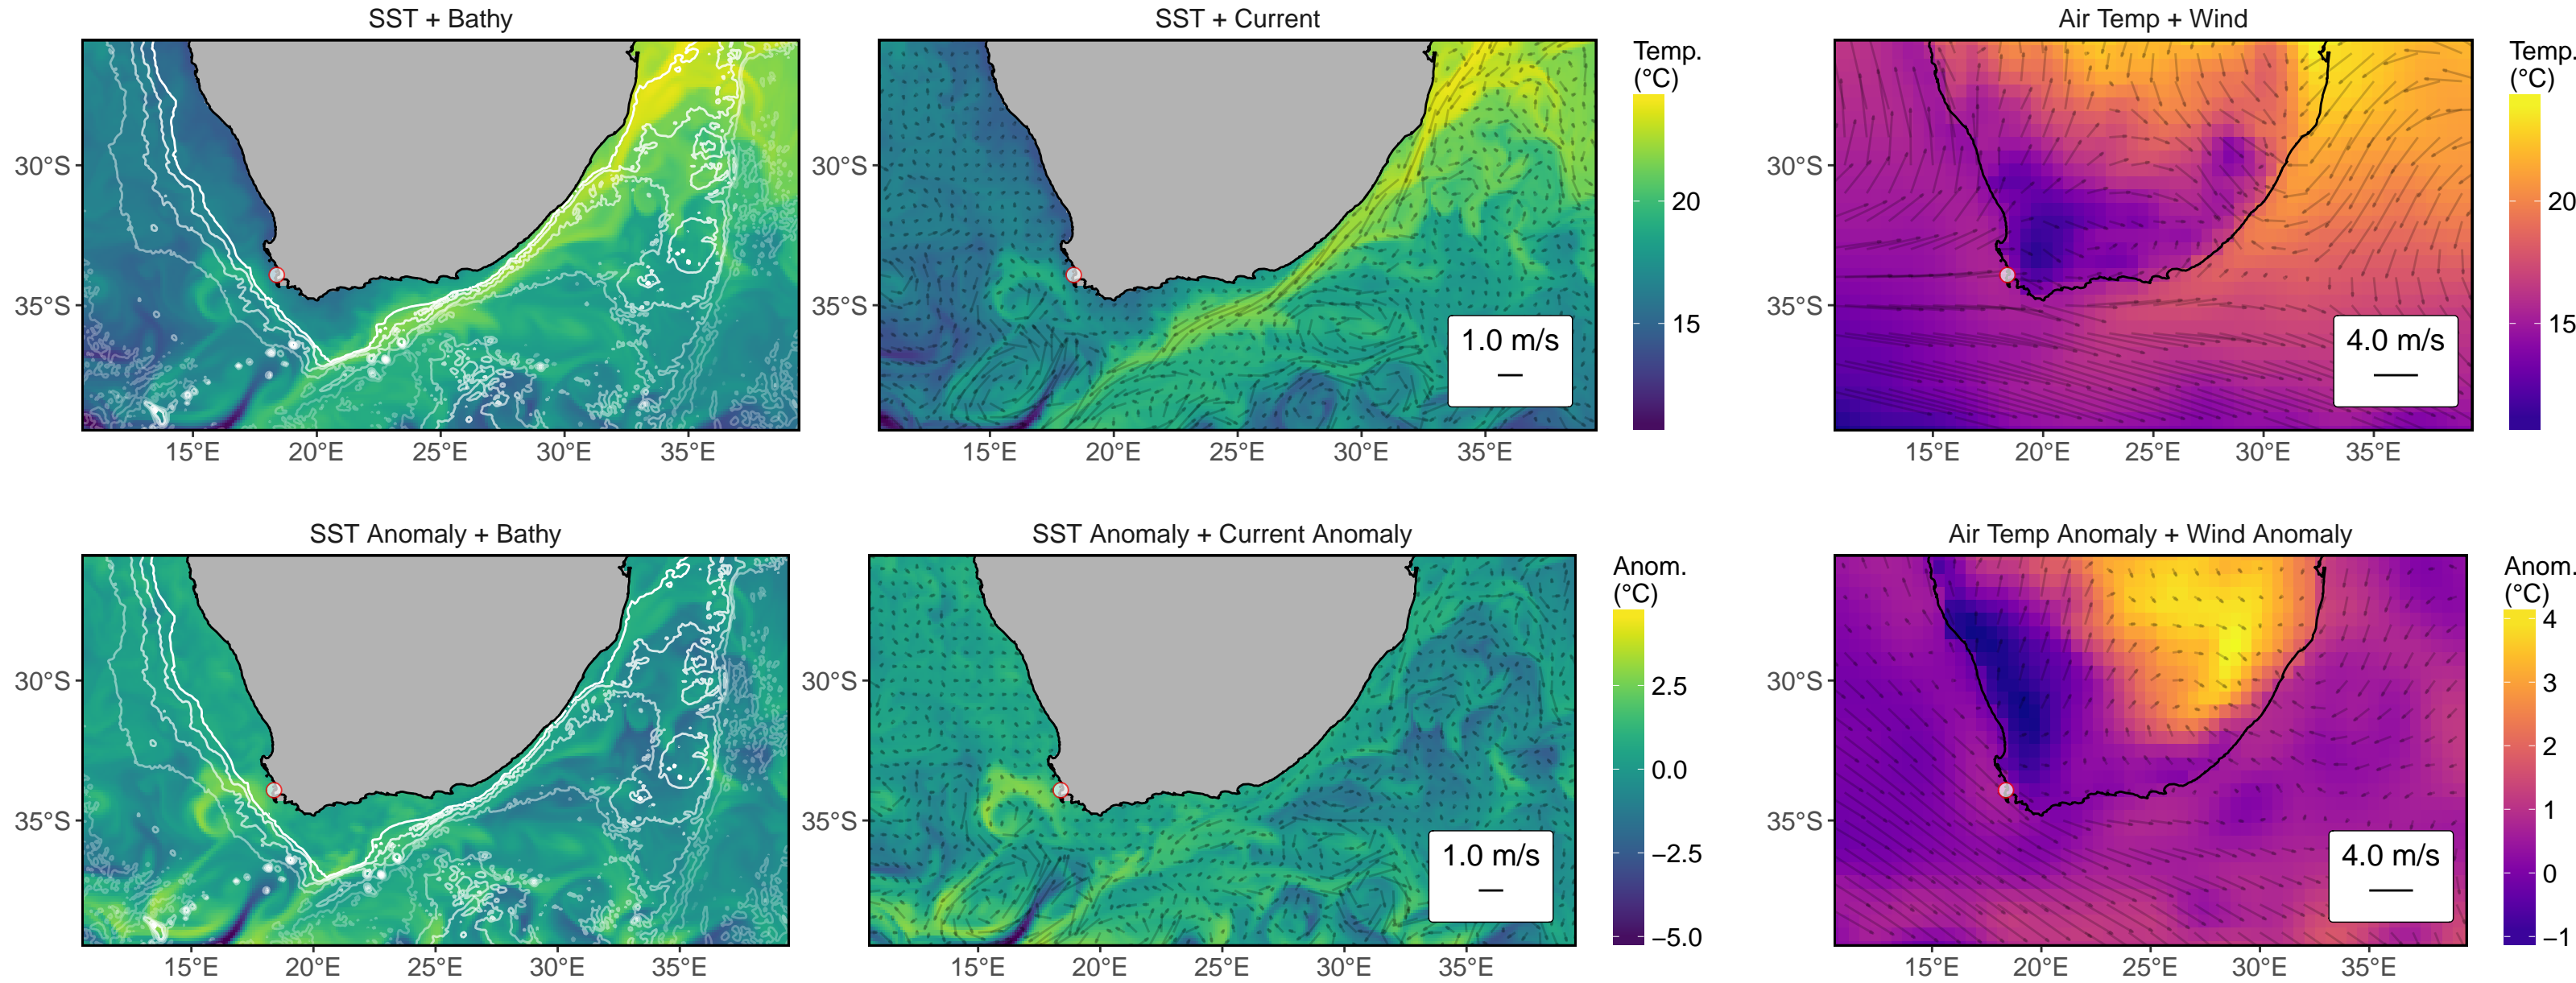 SST + Bathy
SST + Current
Air Temp + Wind
30°S
35°S
15°E 20°E 25°E 30°E 35°E
30°S
35°S
1.0 m/s
15°E 20°E 25°E 30°E 35°E
Temp.
(°C)
20
15
30°S
35°S
4.0 m/s
15°E 20°E 25°E 30°E 35°E
Temp.
(°C)
20
15
SST Anomaly + Bathy
SST Anomaly + Current Anomaly
Air Temp Anomaly + Wind Anomaly
30°S
35°S
15°E 20°E 25°E 30°E 35°E
30°S
35°S
1.0 m/s
15°E 20°E 25°E 30°E 35°E
Anom.
(°C)
2.5
0.0
−2.5
−5.0
30°S
35°S
4.0 m/s
15°E 20°E 25°E 30°E 35°E
Anom.
(°C)
4
3
2
1
0
−1